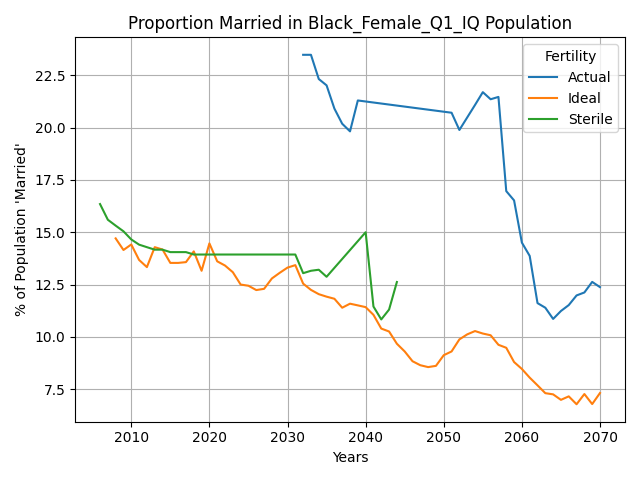 Proportion Married in Black_Female_Q1_IQ Population
% of Population 'Married'
22.5
20.0
17.5
15.0
12.5
10.0
7.5
Fertility
Actual
Ideal
Sterile
2010 2020 2030 2040 2050 2060 2070
Years